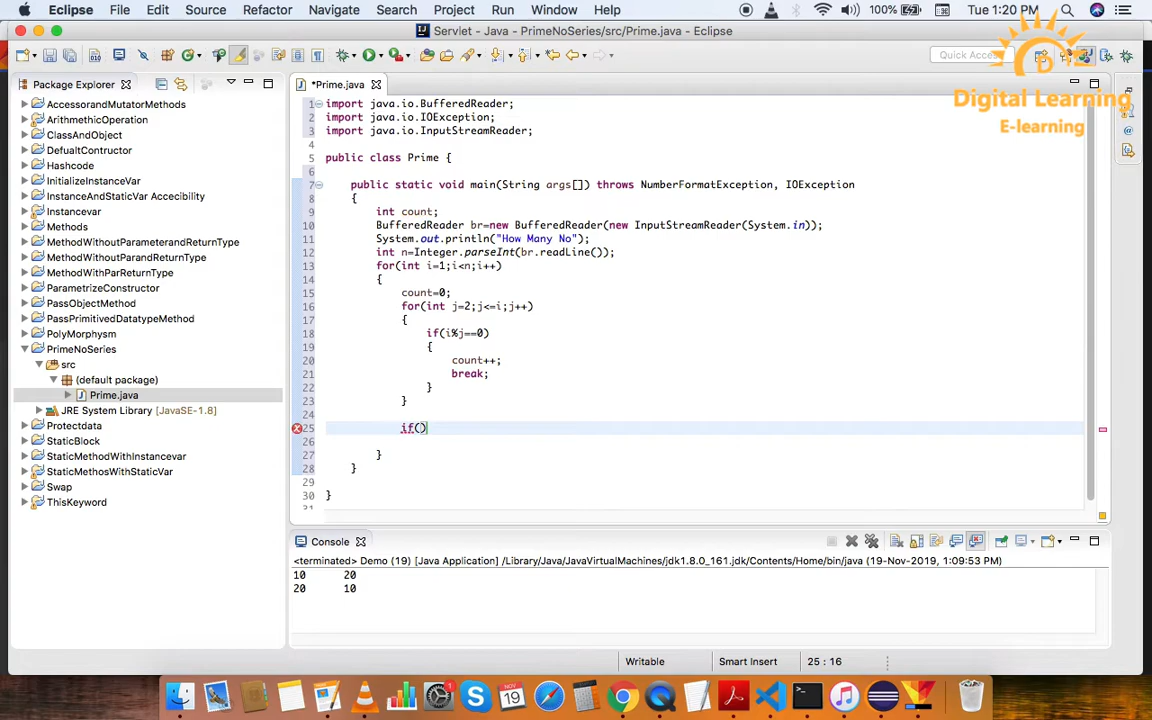 Eclipse File Edit Source Refactor Navigate Search Project Run Window Help 100% Tue 1:20 PM
Servlet - Java - PrimeNoSeries/src/Prime.java - Eclipse
Quick Access
Digital Learning
E-learning
Package Explorer
AccessorandMutatorMethods
ArithmethicOperation
ClassAndObject
DefualtContructor
Hashcode
InitializeInstanceVar
InstanceAndStaticVar Accecibility
Instancevar
Methods
MethodWithoutParameterandReturnType
MethodWithoutParandReturnType
MethodWithParReturnType
ParametrizeConstructor
PassObjectMethod
PassPrimitivedDatatypeMethod
PolyMorphysm
PrimeNoSeries
src
(default package)
Prime.java
JRE System Library [JavaSE-1.8]
Protectdata
StaticBlock
StaticMethodWithInstancevar
StaticMethosWithStaticVar
Swap
ThisKeyword
*Prime.java
1 import java.io.BufferedReader;
2 import java.io.IOException;
3 import java.io.InputStreamReader;
4
5 public class Prime {
6
7 public static void main(String args[]) throws NumberFormatException, IOException
8 {
9 int count;
10 BufferedReader br=new BufferedReader(new InputStreamReader(System.in));
11 System.out.println("How Many No");
12 int n=Integer.parseInt(br.readLine());
13 for(int i=1;i<n;i++)
14 {
15 count=0;
16 for(int j=2;j<=i;j++)
17 {
18 if(i%j==0)
19 {
20 count++;
21 break;
22 }
23 }
24
25 if()
26
27 }
28 }
29
30 }
31
Console
<terminated> Demo (19) [Java Application] /Library/Java/JavaVirtualMachines/jdk1.8.0_161.jdk/Contents/Home/bin/java (19-Nov-2019, 1:09:53 PM)
10 20
20 10
Writable Smart Insert 25 : 16